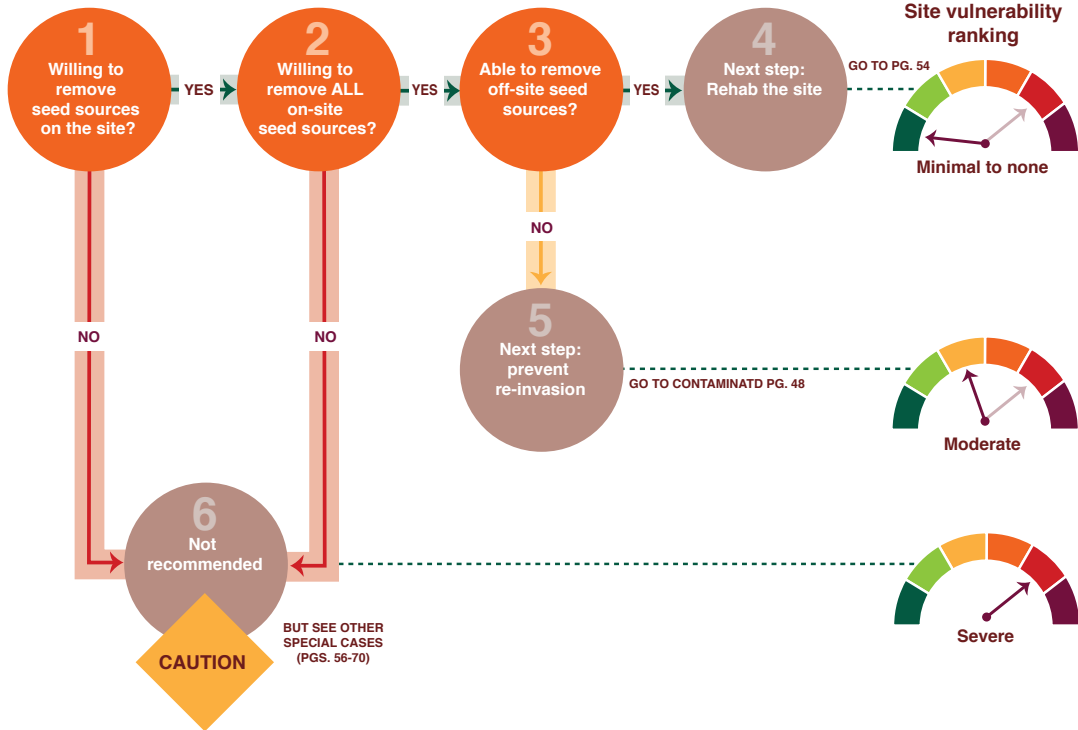 1
Willing to
remove
seed sources
on the site?
YES
2
Willing to
remove ALL
on-site
seed sources?
YES
3
Able to remove
off-site seed
sources?
YES
4
Next step:
Rehab the site
GO TO PG. 54
Site vulnerability
ranking
Minimal to none
NO
NO
NO
5
Next step:
prevent
re-invasion
GO TO CONTAMINATD PG. 48
Moderate
6
Not
recommended
CAUTION
BUT SEE OTHER
SPECIAL CASES
(PGS. 56-70)
Severe